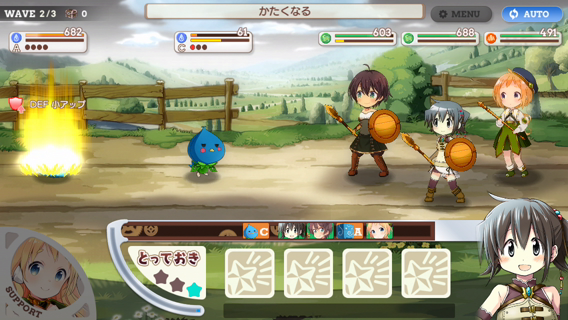 WAVE 2/3 0
かたくなる
MENU
AUTO
682
A
61
C
603
688
491
DEF 小アップ
C
A
とっておき
SUPPORT